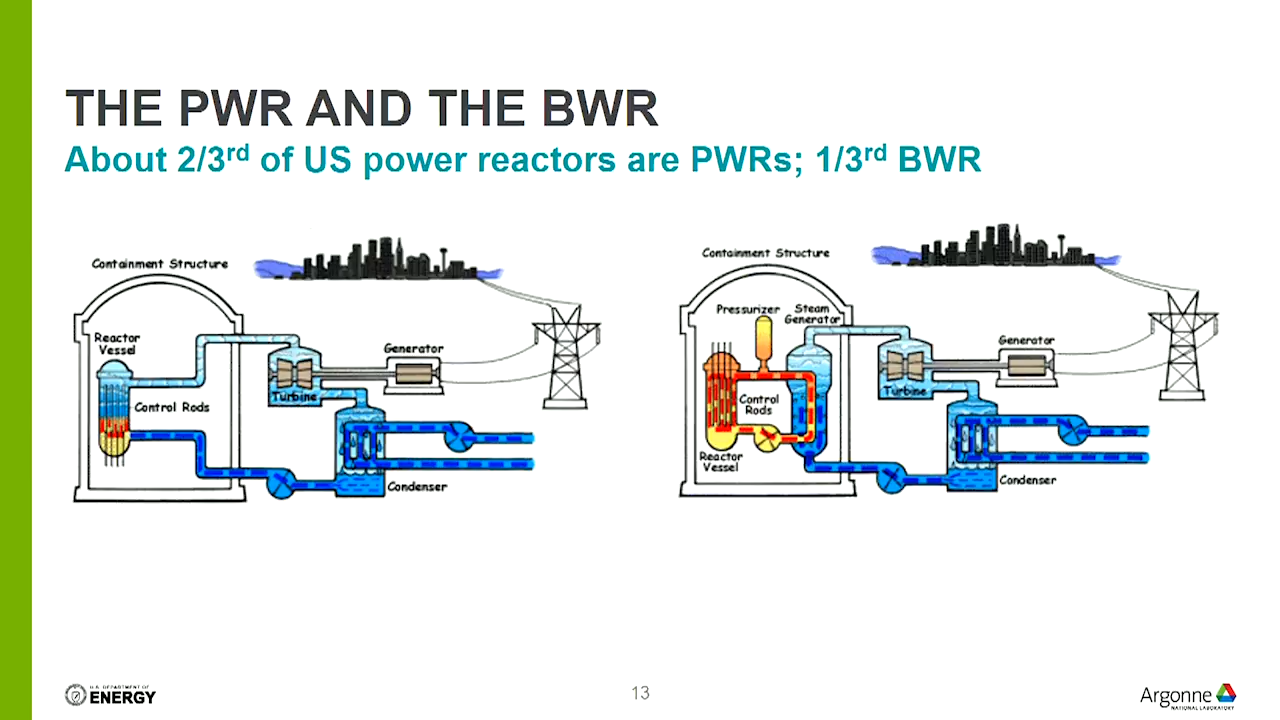 THE PWR AND THE BWR
About 2/3rd of US power reactors are PWRs; 1/3rd BWR
Containment Structure
Reactor
Vessel
Generator
Turbine
Control Rods
Condenser
Containment Structure
Pressurizer
Steam
Generator
Generator
Turbine
Control
Rods
Reactor
Vessel
Condenser
U.S. DEPARTMENT OF
ENERGY
13
Argonne
NATIONAL LABORATORY